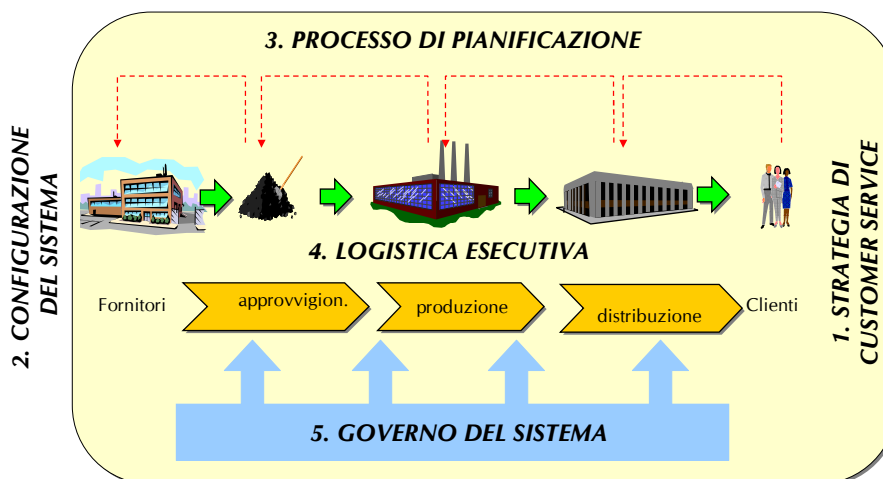 3. PROCESSO DI PIANIFICAZIONE
2. CONFIGURAZIONE
DEL SISTEMA
1. STRATEGIA DI
CUSTOMER SERVICE
4. LOGISTICA ESECUTIVA
Fornitori
approvvigion.
produzione
distribuzione
Clienti
5. GOVERNO DEL SISTEMA